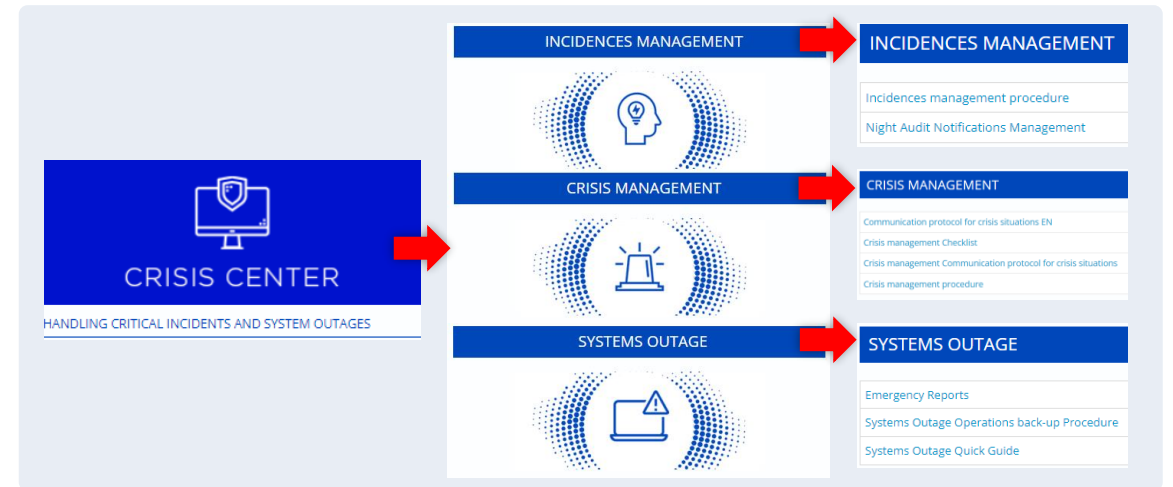 CRISIS CENTER
HANDLING CRITICAL INCIDENTS AND SYSTEM OUTAGES
INCIDENCES MANAGEMENT
CRISIS MANAGEMENT
SYSTEMS OUTAGE
INCIDENCES MANAGEMENT
Incidences management procedure
Night Audit Notifications Management
CRISIS MANAGEMENT
Communication protocol for crisis situations EN
Crisis management Checklist
Crisis management Communication protocol for crisis situations
Crisis management procedure
SYSTEMS OUTAGE
Emergency Reports
Systems Outage Operations back-up Procedure
Systems Outage Quick Guide